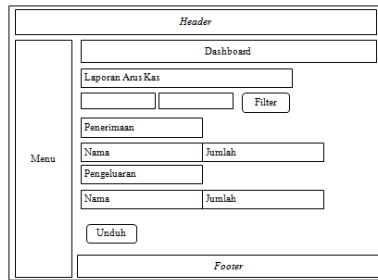 Header
Dashboard
Laporan Arus Kas
Filter
Penerimaan
Nama Jumlah
Menu
Pengeluaran
Nama Jumlah
Unduh
Footer